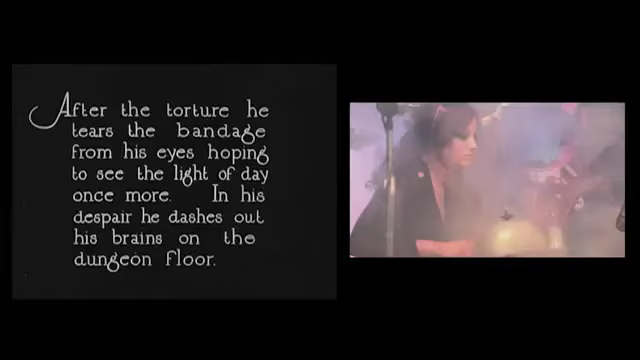 After the torture he
tears the bandage
from his eyes hoping
to see the light of day
once more. In his
despair he dashes out
his brains on the
dungeon floor.